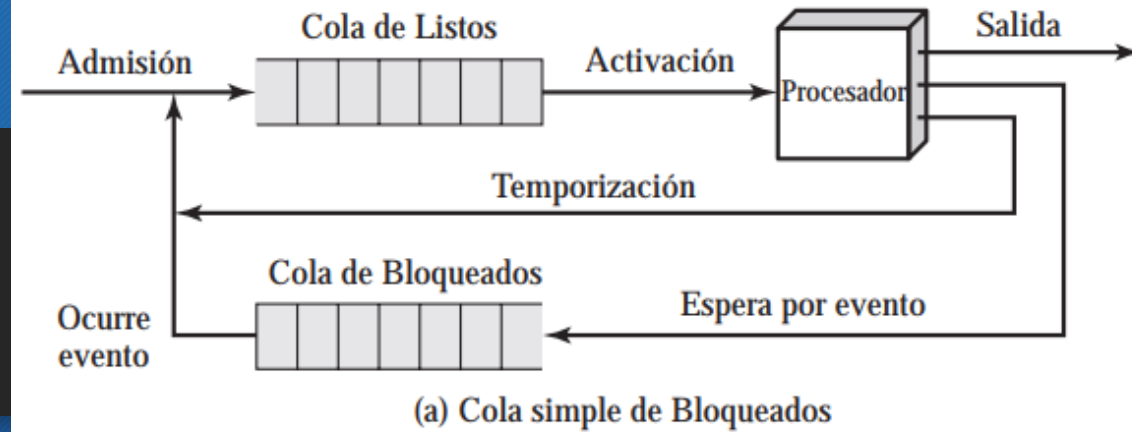 Cola de Listos
Salida
Admisión
Activación
Procesador
Temporización
Cola de Bloqueados
Espera por evento
Ocurre
evento
(a) Cola simple de Bloqueados